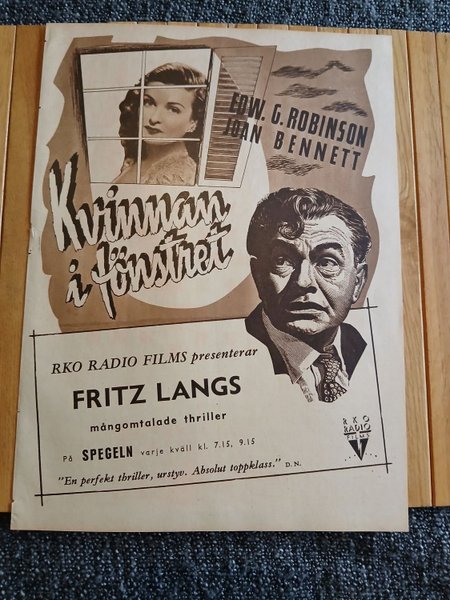 EDW. G. ROBINSON
JOAN BENNETT
Kvinnan
i fönstret
RKO RADIO FILMS presenterar
FRITZ LANGS
mångomtalade thriller
På SPEGELN varje kväll kl. 7.15, 9.15
"En perfekt thriller, urstyv. Absolut toppklass." D.N.
RKO
RADIO
FILMS